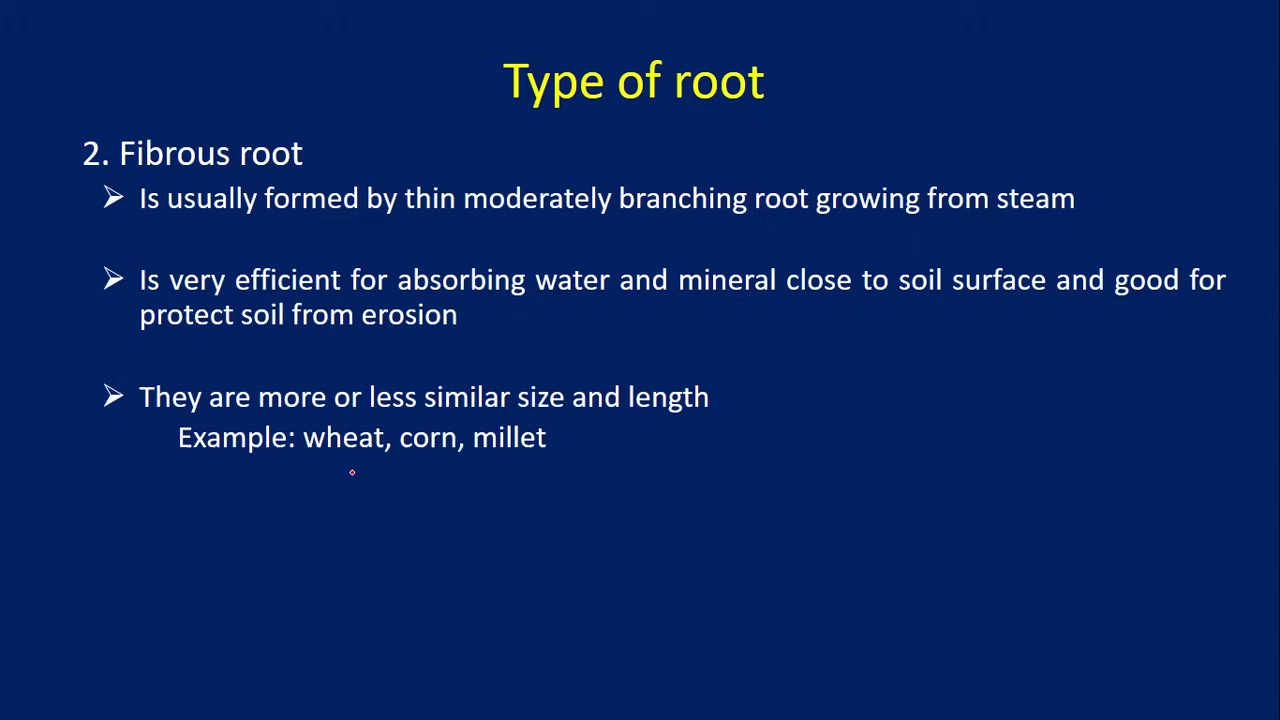 Type of root
2. Fibrous root
➢ Is usually formed by thin moderately branching root growing from steam
➢ Is very efficient for absorbing water and mineral close to soil surface and good for
protect soil from erosion
➢ They are more or less similar size and length
Example: wheat, corn, millet